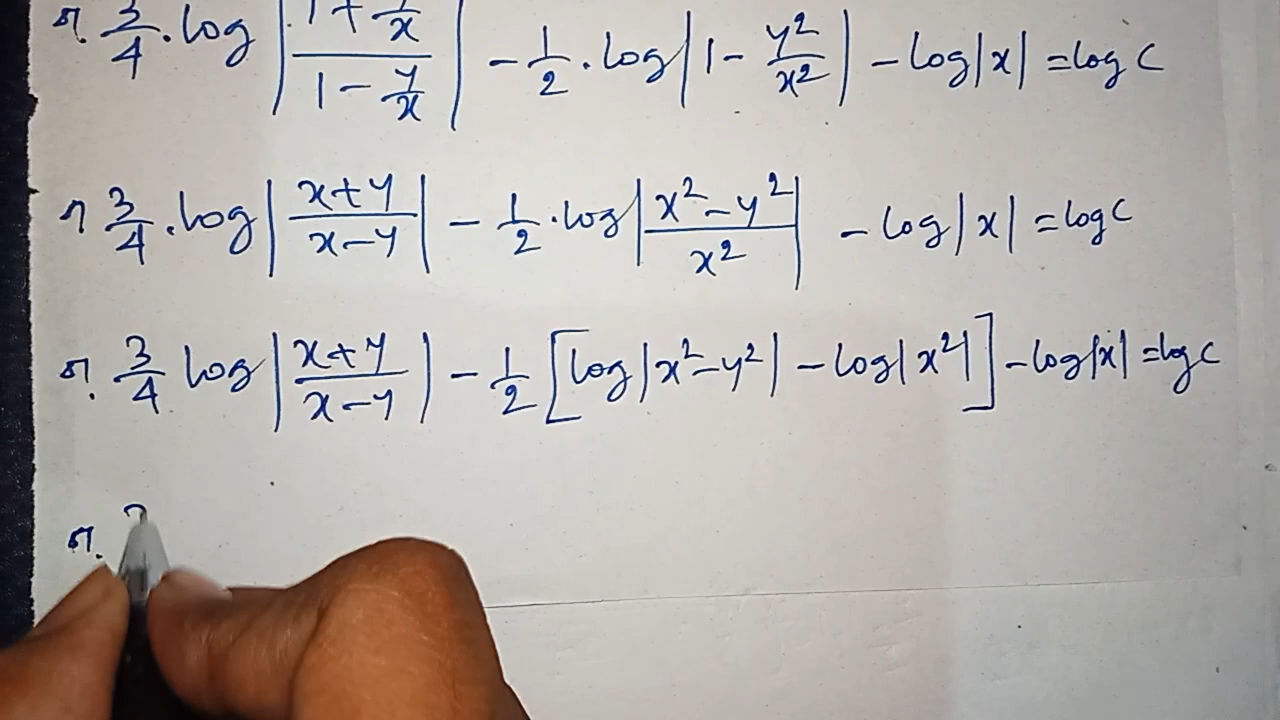 वा. 3/4 . log |(1 + y/x)/(1 - y/x)| - 1/2 . log |1 - y²/x²| - log|x| = log C
वा 3/4 . log |(x+y)/(x-y)| - 1/2 . log |(x² - y²)/x²| - log|x| = log C
वा. 3/4 log |(x+y)/(x-y)| - 1/2 [log|x² - y²| - log|x²|] - log|x| = log C
वा.